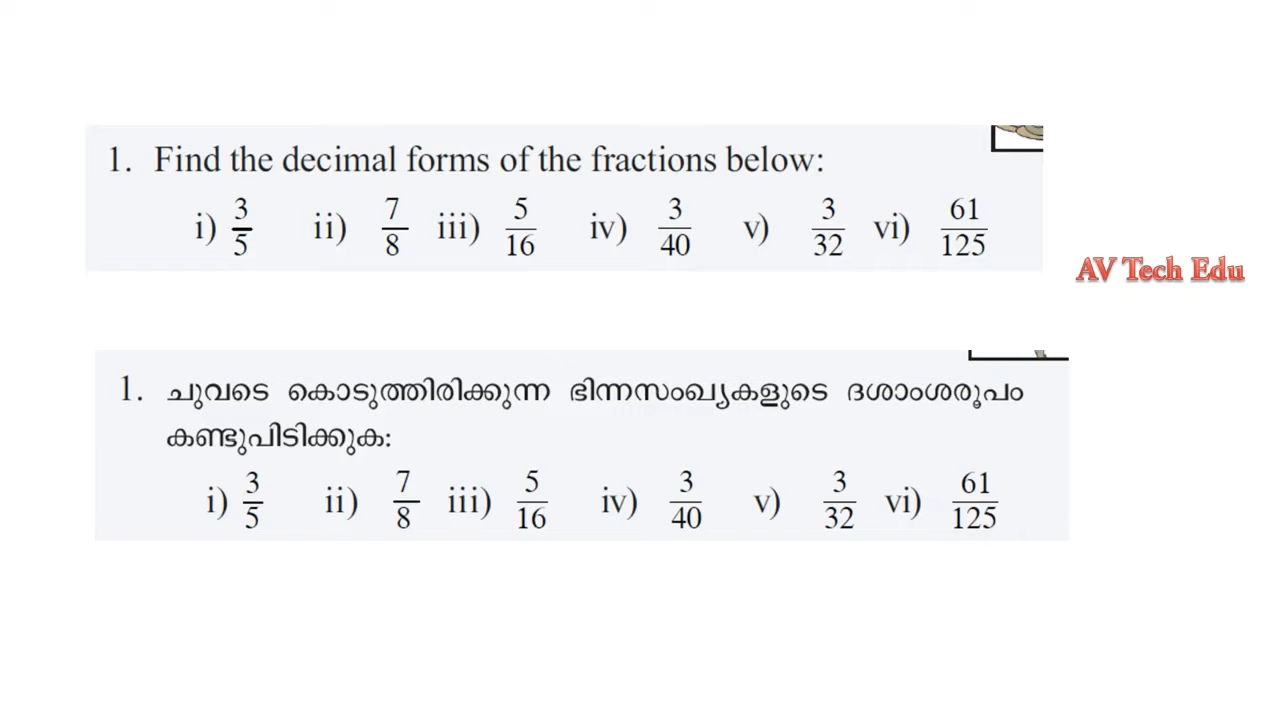 1. Find the decimal forms of the fractions below:
i) 3/5 ii) 7/8 iii) 5/16 iv) 3/40 v) 3/32 vi) 61/125
AV Tech Edu
1. ചുവടെ കൊടുത്തിരിക്കുന്ന ഭിന്നസംഖ്യകളുടെ ദശാംശരൂപം
കണ്ടുപിടിക്കുക:
i) 3/5 ii) 7/8 iii) 5/16 iv) 3/40 v) 3/32 vi) 61/125